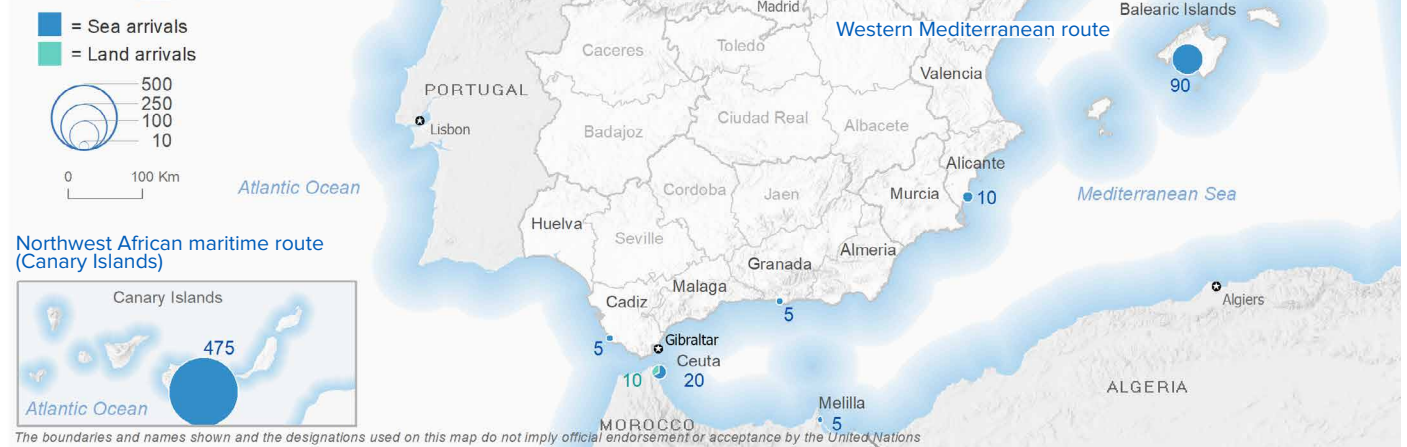 = Sea arrivals
= Land arrivals
500
250
100
10
0 100 Km
Northwest African maritime route
(Canary Islands)
Canary Islands
475
Atlantic Ocean
Atlantic Ocean
PORTUGAL
Lisbon
Madrid
Western Mediterranean route
Balearic Islands
90
Caceres
Toledo
Valencia
Badajoz
Ciudad Real
Albacete
Alicante
10
Cordoba
Jaen
Murcia
Mediterranean Sea
Huelva
Seville
Almeria
Granada
5
Malaga
Cadiz
5
Gibraltar
Ceuta
10 20
Algiers
ALGERIA
Melilla
5
MOROCCO
The boundaries and names shown and the designations used on this map do not imply official endorsement or acceptance by the United Nations